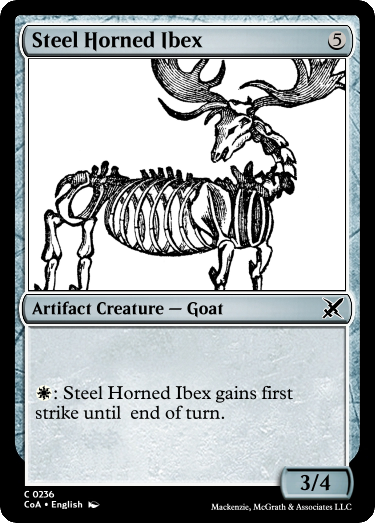 Steel Horned Ibex 5
Artifact Creature — Goat
: Steel Horned Ibex gains first
strike until  end of turn.
3/4
C 0236
CoA • English
Mackenzie, McGrath & Associates LLC